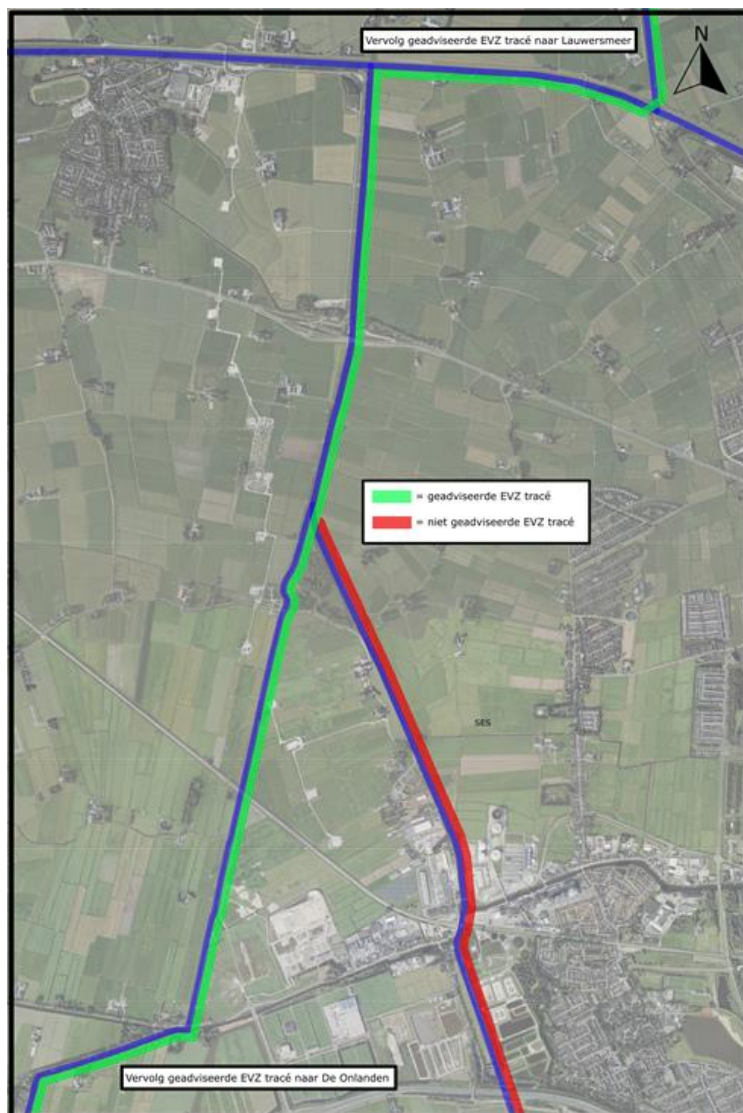 Vervolg geadviseerde EVZ tracé naar Lauwersmeer
N
= geadviseerde EVZ tracé
= niet geadviseerde EVZ tracé
SES
Vervolg geadviseerde EVZ tracé naar De Onlanden